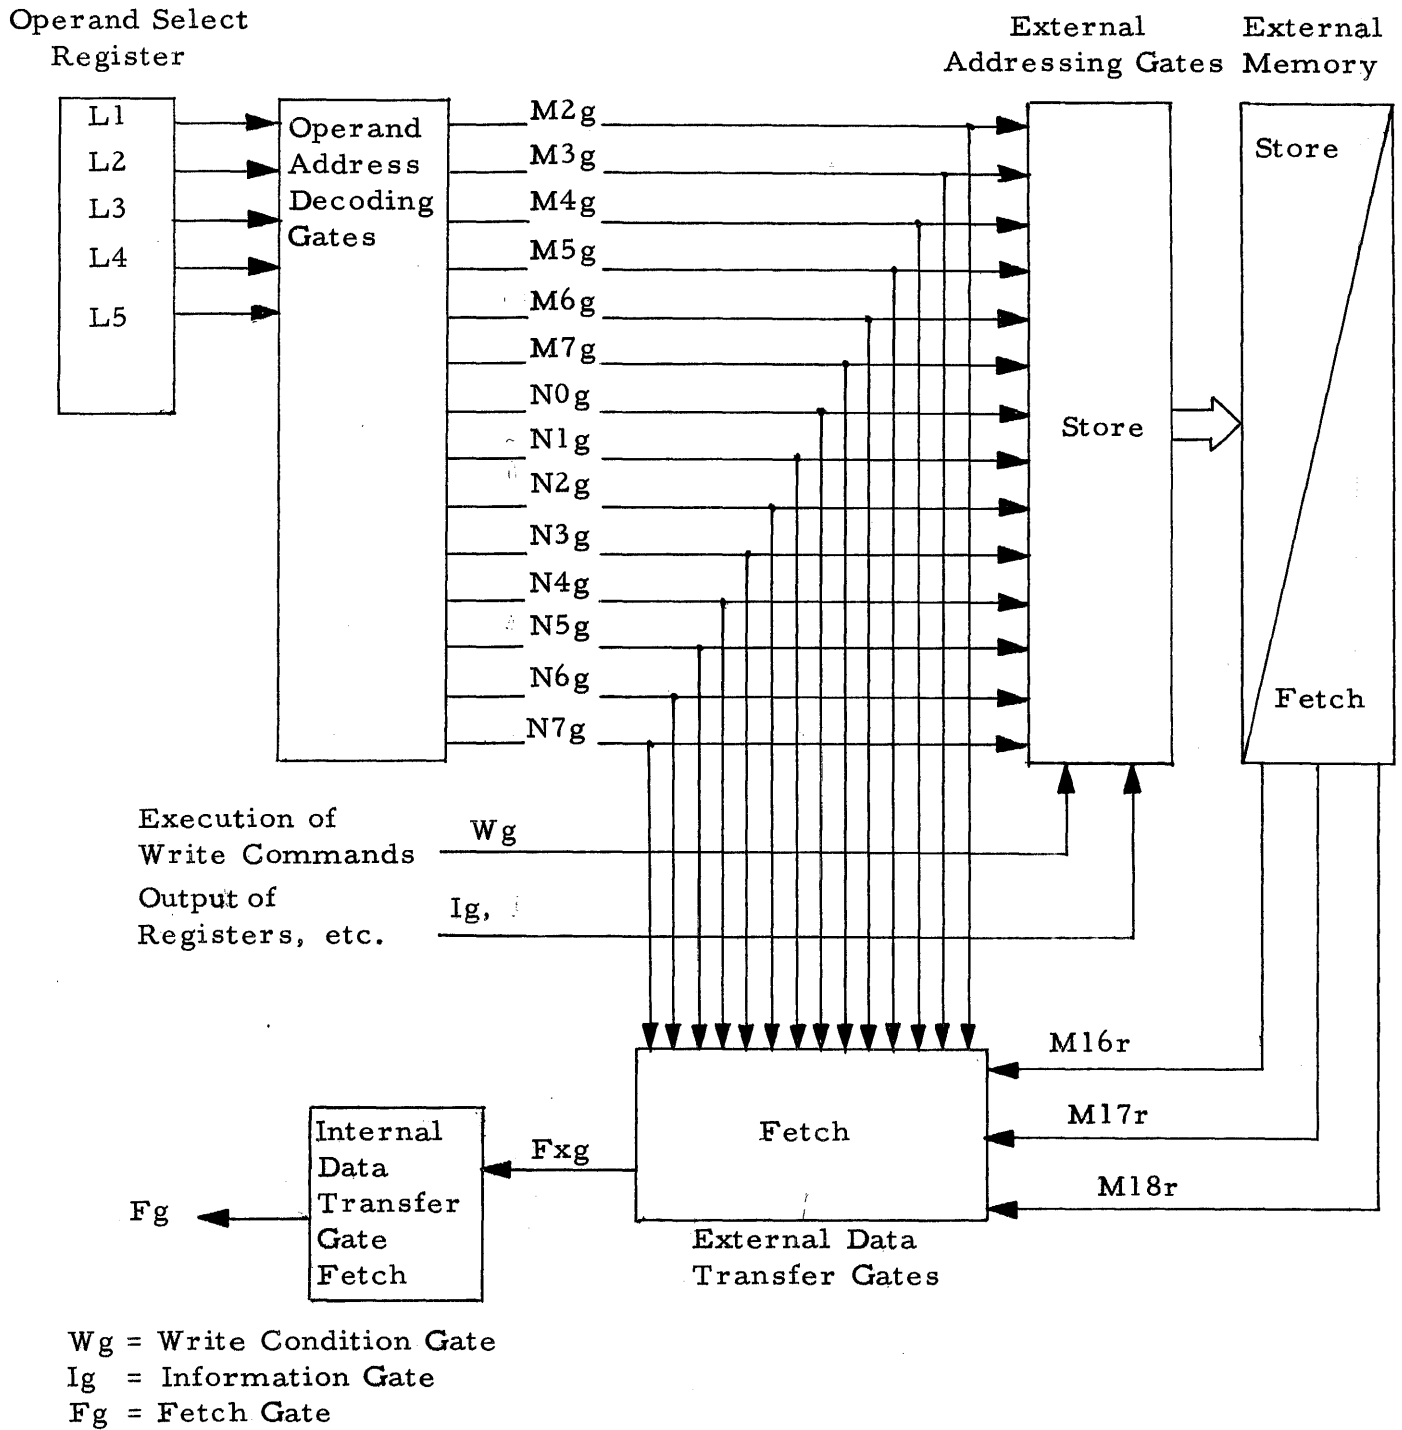 Operand Select
Register
External
Addressing Gates
External
Memory
L1
L2
L3
L4
L5
Operand
Address
Decoding
Gates
M2g
M3g
M4g
M5g
M6g
M7g
N0g
N1g
N2g
N3g
N4g
N5g
N6g
N7g
Store
Store
Fetch
Execution of
Write Commands
Wg
Output of
Registers, etc.
Ig,
M16r
M17r
M18r
Fetch
External Data
Transfer Gates
Fxg
Internal
Data
Transfer
Gate
Fetch
Fg
Wg = Write Condition Gate
Ig = Information Gate
Fg = Fetch Gate